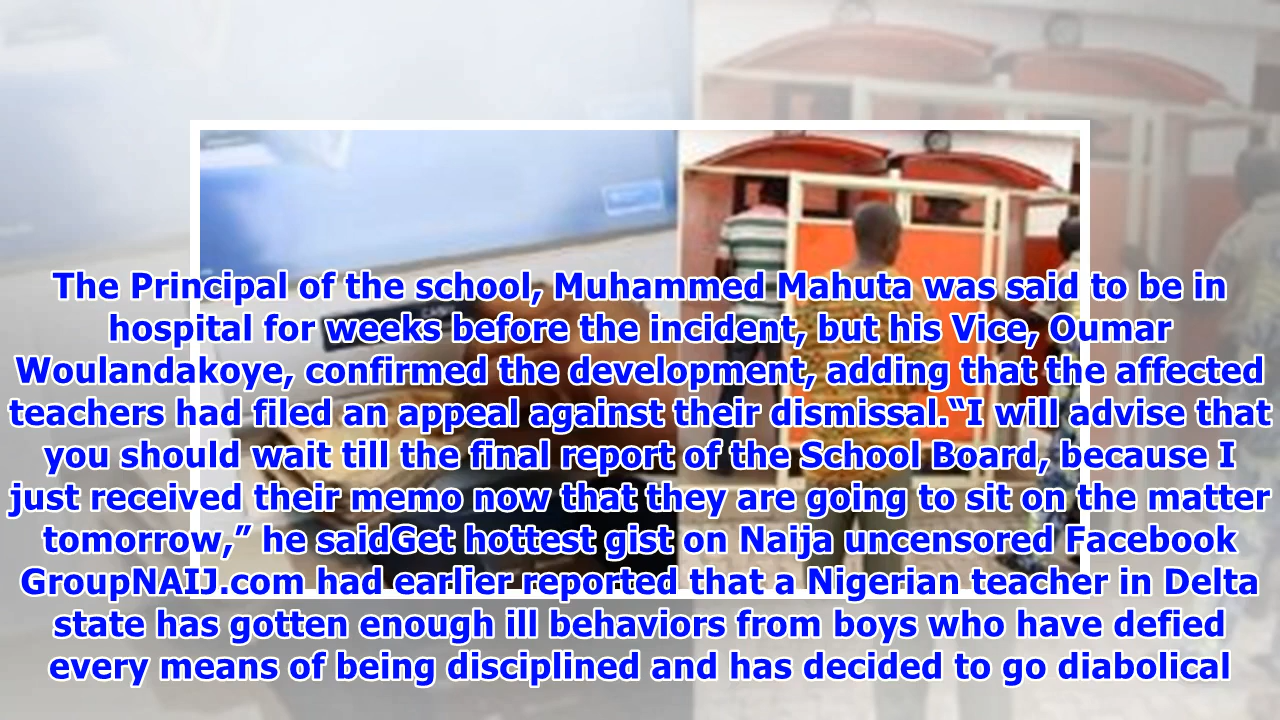 The Principal of the school, Muhammed Mahuta was said to be in
hospital for weeks before the incident, but his Vice, Oumar
Woulandakoye, confirmed the development, adding that the affected
teachers had filed an appeal against their dismissal.“I will advise that
you should wait till the final report of the School Board, because I
just received their memo now that they are going to sit on the matter
tomorrow,” he saidGet hottest gist on Naija uncensored Facebook
GroupNAIJ.com had earlier reported that a Nigerian teacher in Delta
state has gotten enough ill behaviors from boys who have defied
every means of being disciplined and has decided to go diabolical